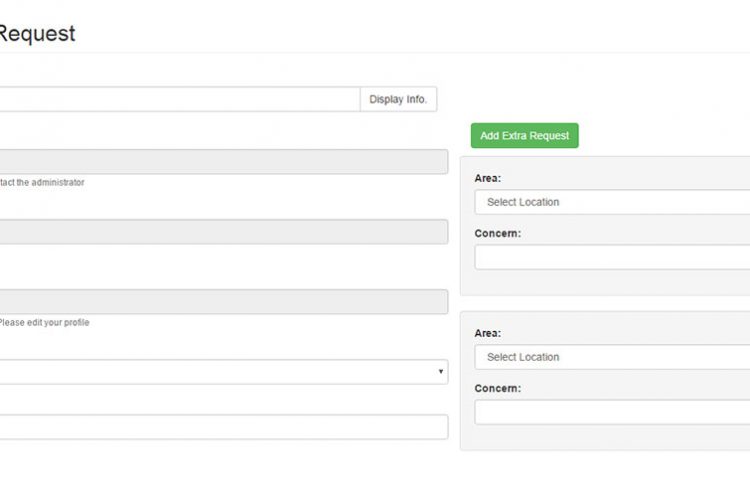 Request
Display Info.
Add Extra Request
tact the administrator
Please edit your profile
Area:
Select Location
Concern:
Area:
Select Location
Concern: